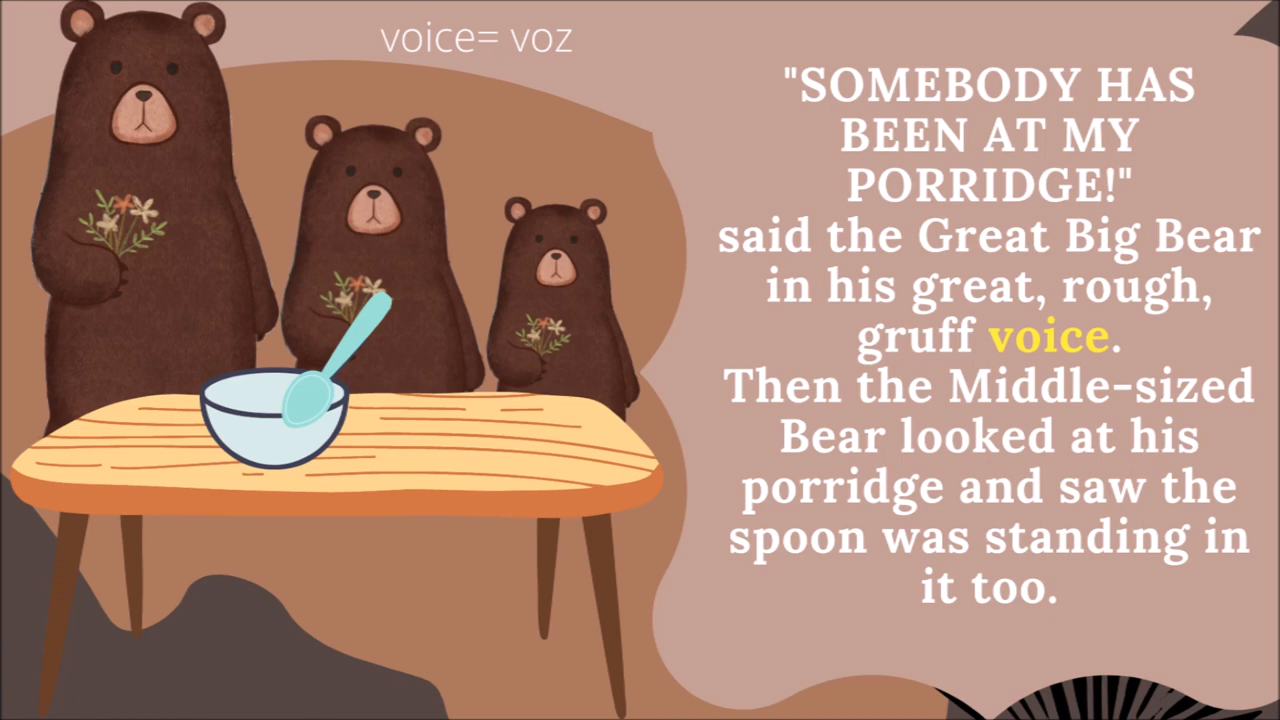 voice= voz
"SOMEBODY HAS
BEEN AT MY
PORRIDGE!"
said the Great Big Bear
in his great, rough,
gruff voice.
Then the Middle-sized
Bear looked at his
porridge and saw the
spoon was standing in
it too.